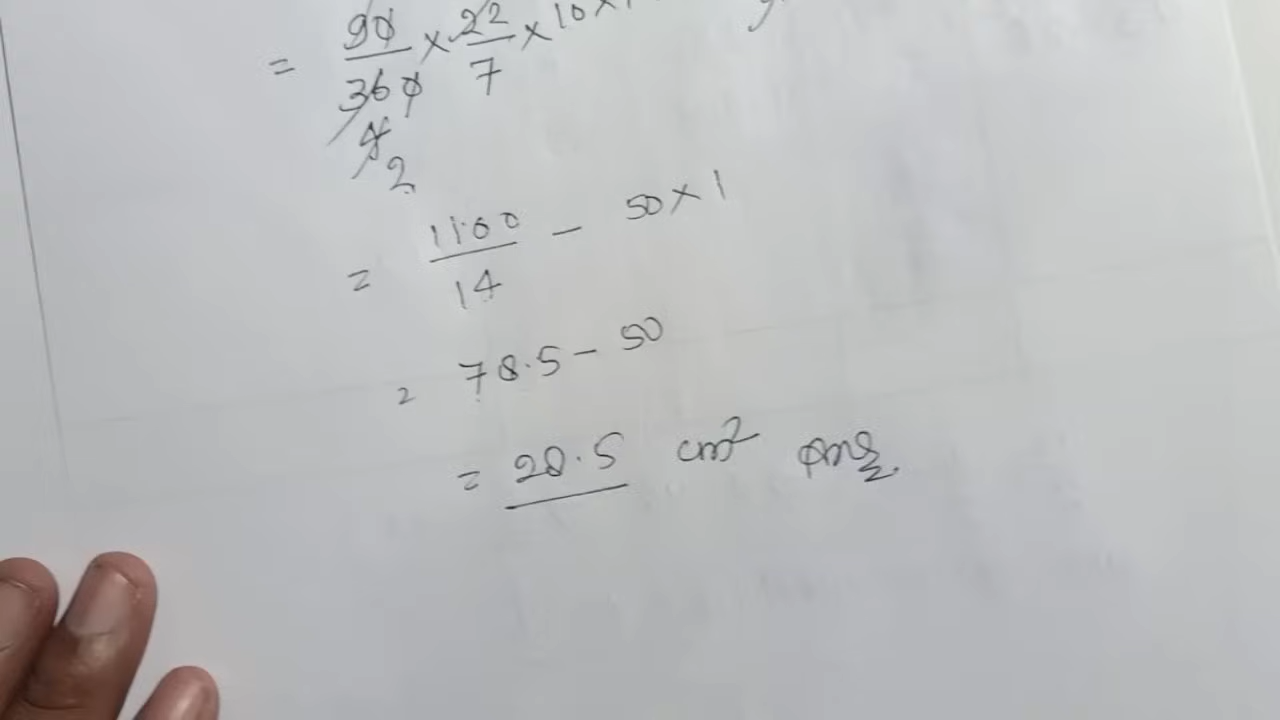 = 90/360 × 22/7 × 10 ×
4
2
= 1100/14 - 50 × 1
= 78.5 - 50
= 28.5 cm² Ans.